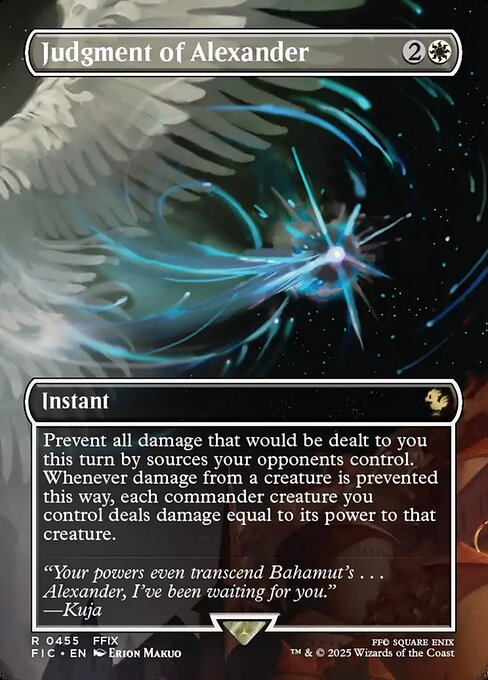 Judgment of Alexander 2
Instant
Prevent all damage that would be dealt to you
this turn by sources your opponents control.
Whenever damage from a creature is prevented
this way, each commander creature you
control deals damage equal to its power to that
creature.
“Your powers even transcend Bahamut’s . . .
Alexander, I’ve been waiting for you.”
—Kuja
R 0455 FFIX
FIC • EN Erion Makuo
FF© SQUARE ENIX
™ & © 2025 Wizards of the Coast